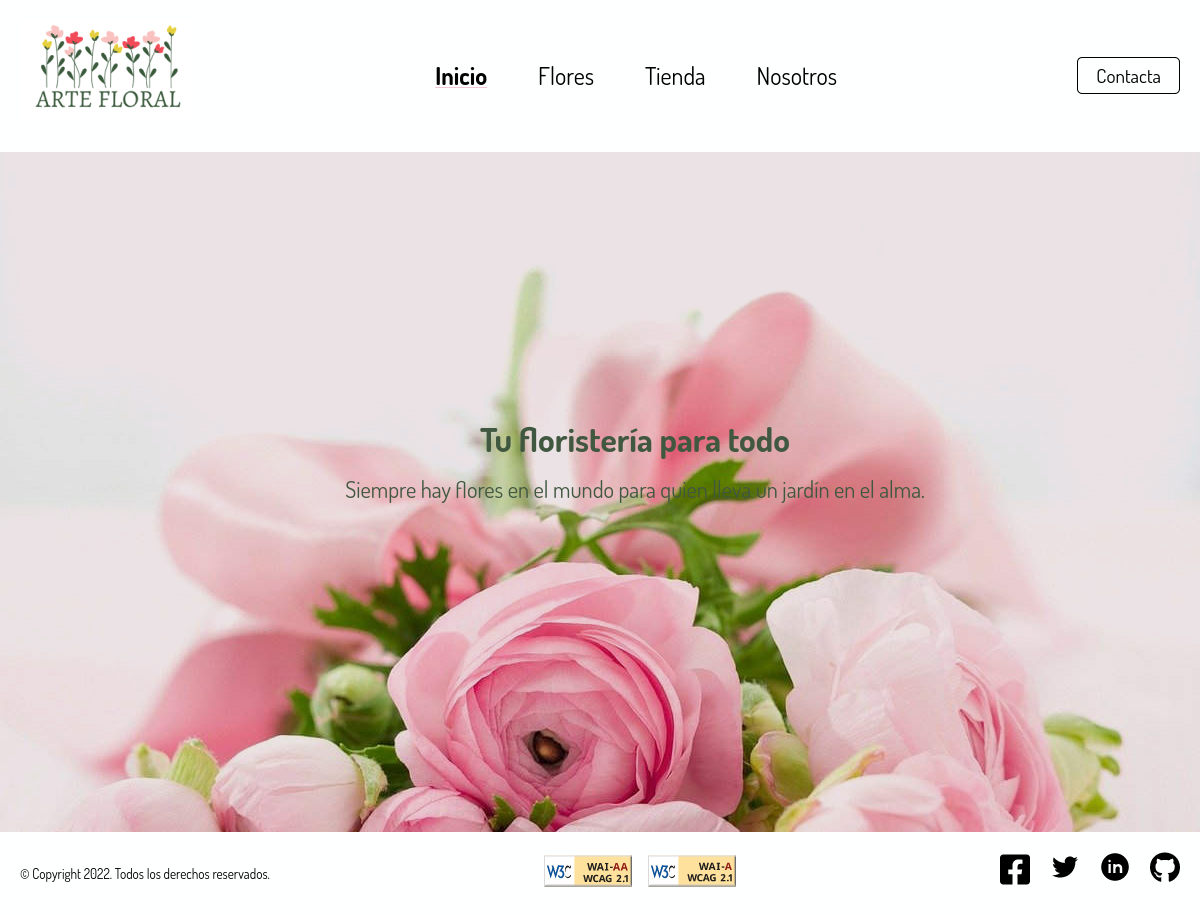 ARTE FLORAL
Inicio
Flores
Tienda
Nosotros
Contacta
Tu floristería para todo
Siempre hay flores en el mundo para quien lleva un jardín en el alma.
© Copyright 2022. Todos los derechos reservados.
W3C WAI-AA
WCAG 2.1
W3C WAI-A
WCAG 2.1
in